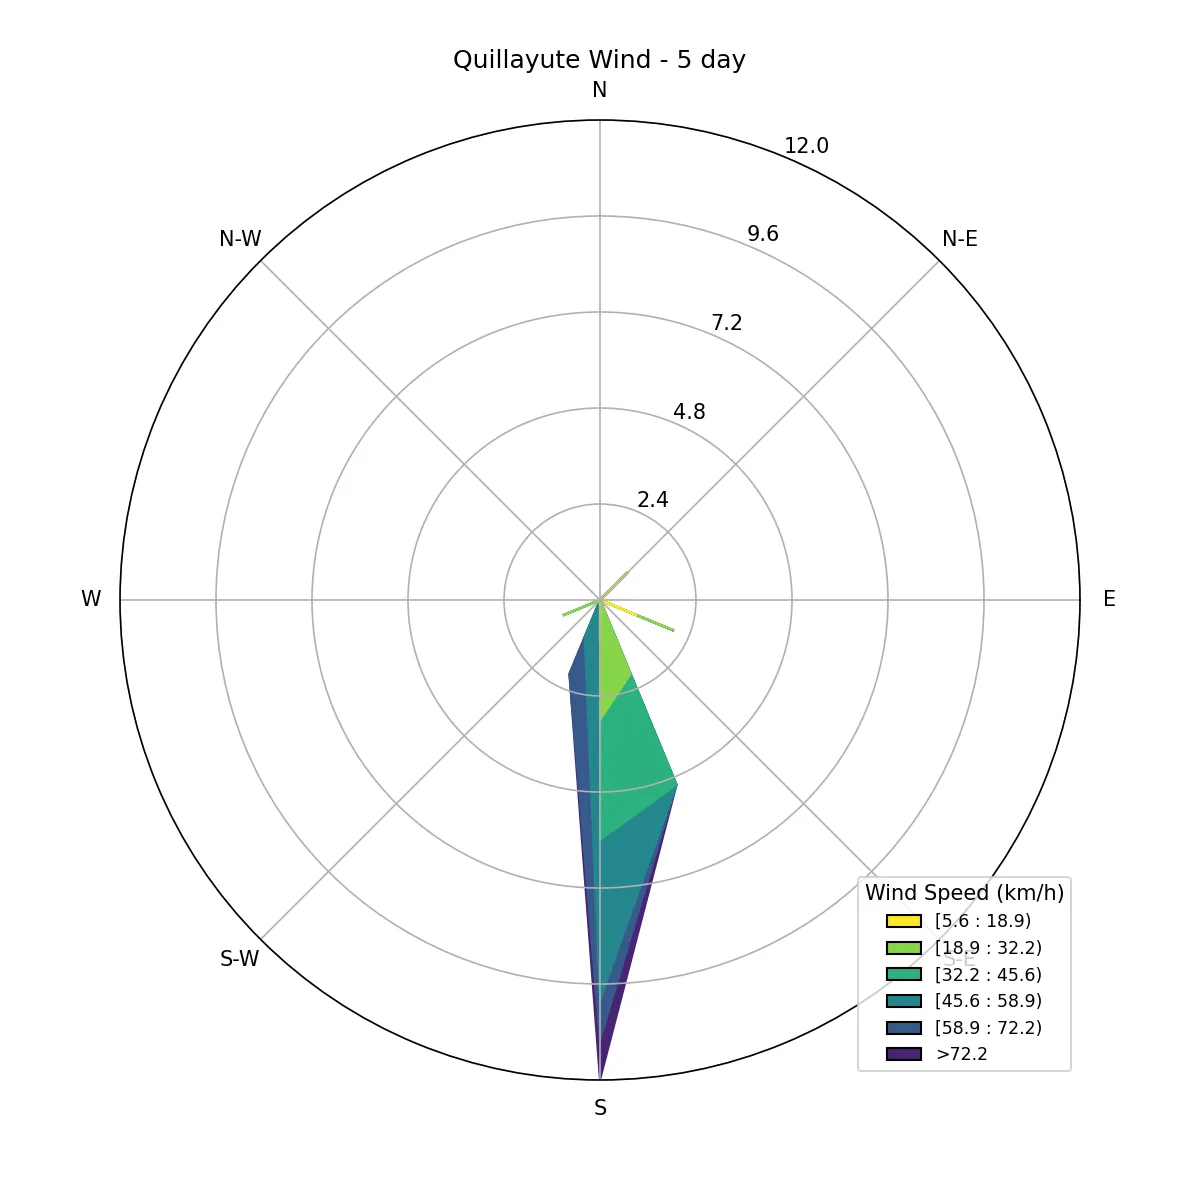 Quillayute Wind - 5 day
N
12.0
9.6
N-W
N-E
7.2
4.8
2.4
W
E
Wind Speed (km/h)
[5.6 : 18.9)
[18.9 : 32.2)
S-W
S-E
[32.2 : 45.6)
[45.6 : 58.9)
[58.9 : 72.2)
>72.2
S